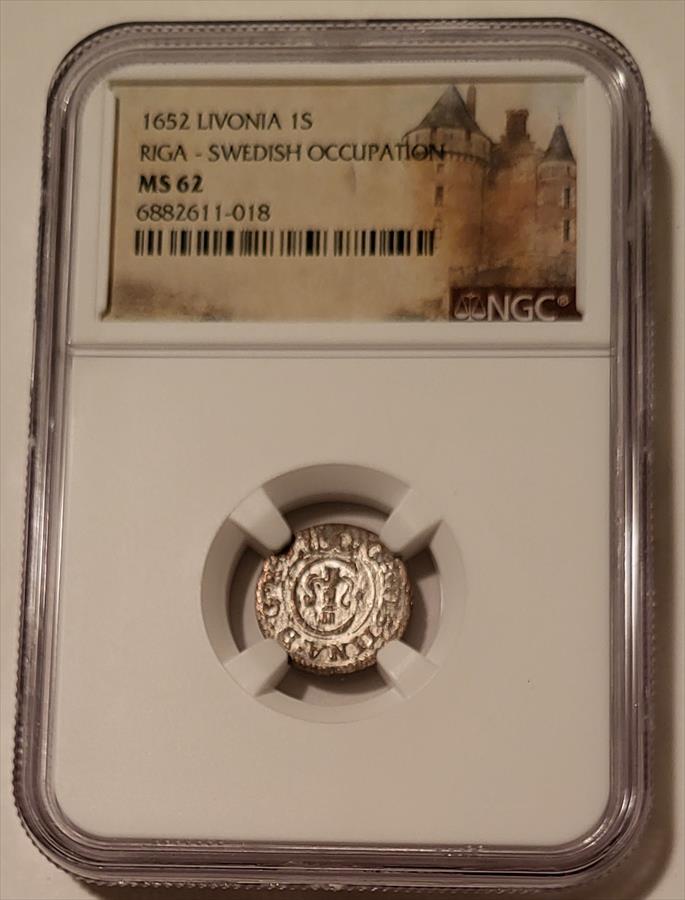 1652 LIVONIA 1S
RIGA - SWEDISH OCCUPATION
MS 62
6882611-018
NGC®